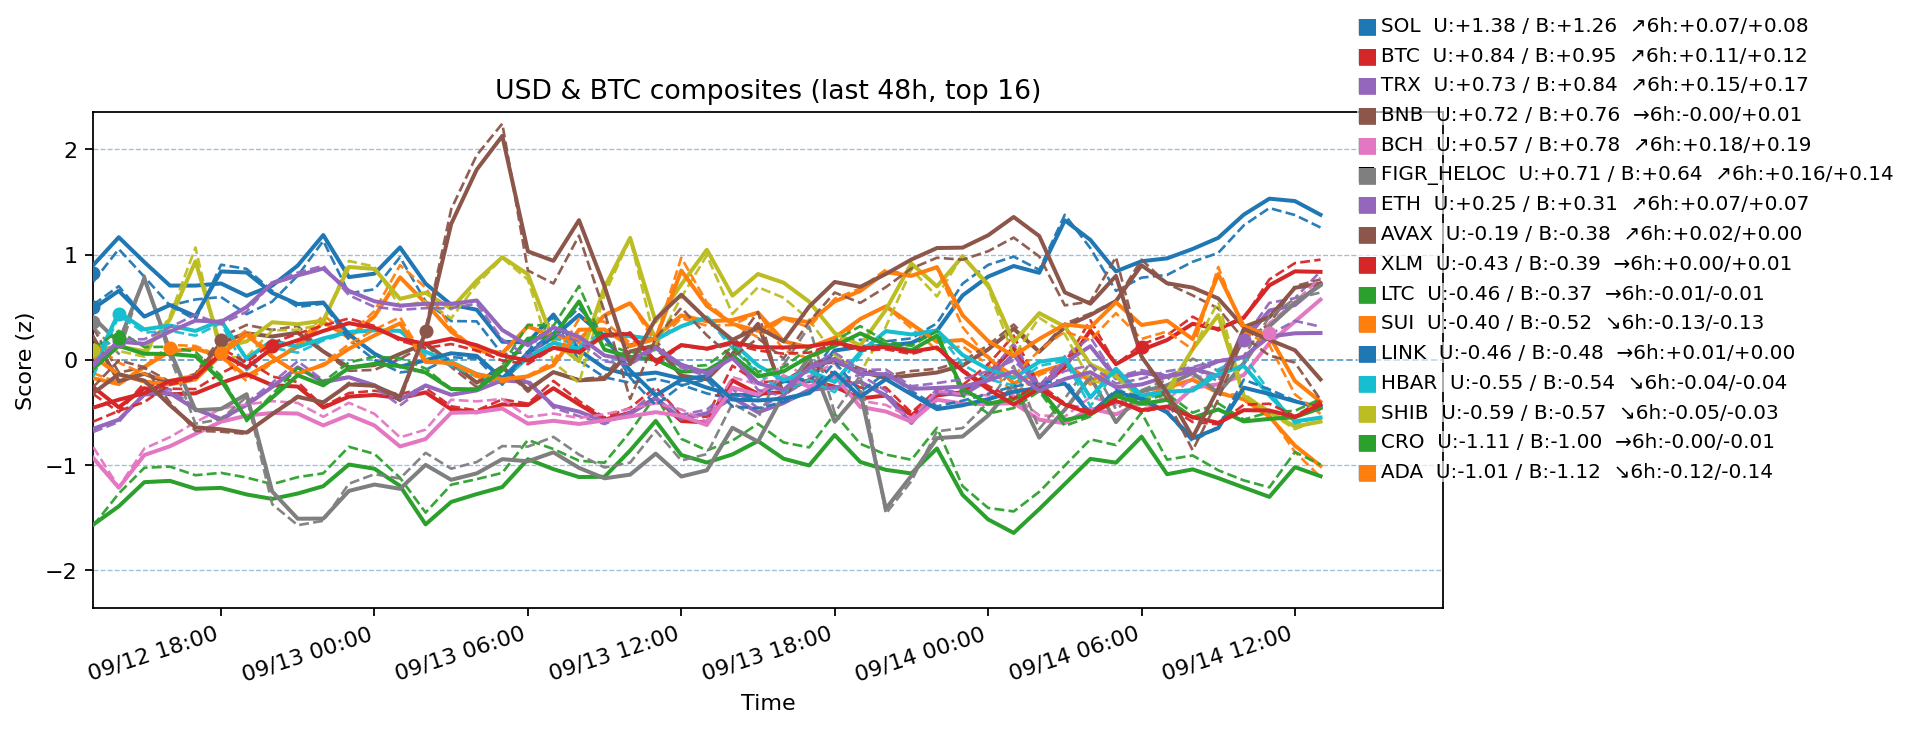 SOL U:+1.38 / B:+1.26 ↗6h:+0.07/+0.08
BTC U:+0.84 / B:+0.95 ↗6h:+0.11/+0.12
TRX U:+0.73 / B:+0.84 ↗6h:+0.15/+0.17
BNB U:+0.72 / B:+0.76 →6h:-0.00/+0.01
BCH U:+0.57 / B:+0.78 ↗6h:+0.18/+0.19
FIGR_HELOC U:+0.71 / B:+0.64 ↗6h:+0.16/+0.14
ETH U:+0.25 / B:+0.31 ↗6h:+0.07/+0.07
AVAX U:-0.19 / B:-0.38 ↗6h:+0.02/+0.00
XLM U:-0.43 / B:-0.39 →6h:+0.00/+0.01
LTC U:-0.46 / B:-0.37 →6h:-0.01/-0.01
SUI U:-0.40 / B:-0.52 ↘6h:-0.13/-0.13
LINK U:-0.46 / B:-0.48 →6h:+0.01/+0.00
HBAR U:-0.55 / B:-0.54 ↘6h:-0.04/-0.04
SHIB U:-0.59 / B:-0.57 ↘6h:-0.05/-0.03
CRO U:-1.11 / B:-1.00 →6h:-0.00/-0.01
ADA U:-1.01 / B:-1.12 ↘6h:-0.12/-0.14
USD & BTC composites (last 48h, top 16)
Score (z)
2
1
0
−1
−2
09/12 18:00
09/13 00:00
09/13 06:00
09/13 12:00
09/13 18:00
09/14 00:00
09/14 06:00
09/14 12:00
Time